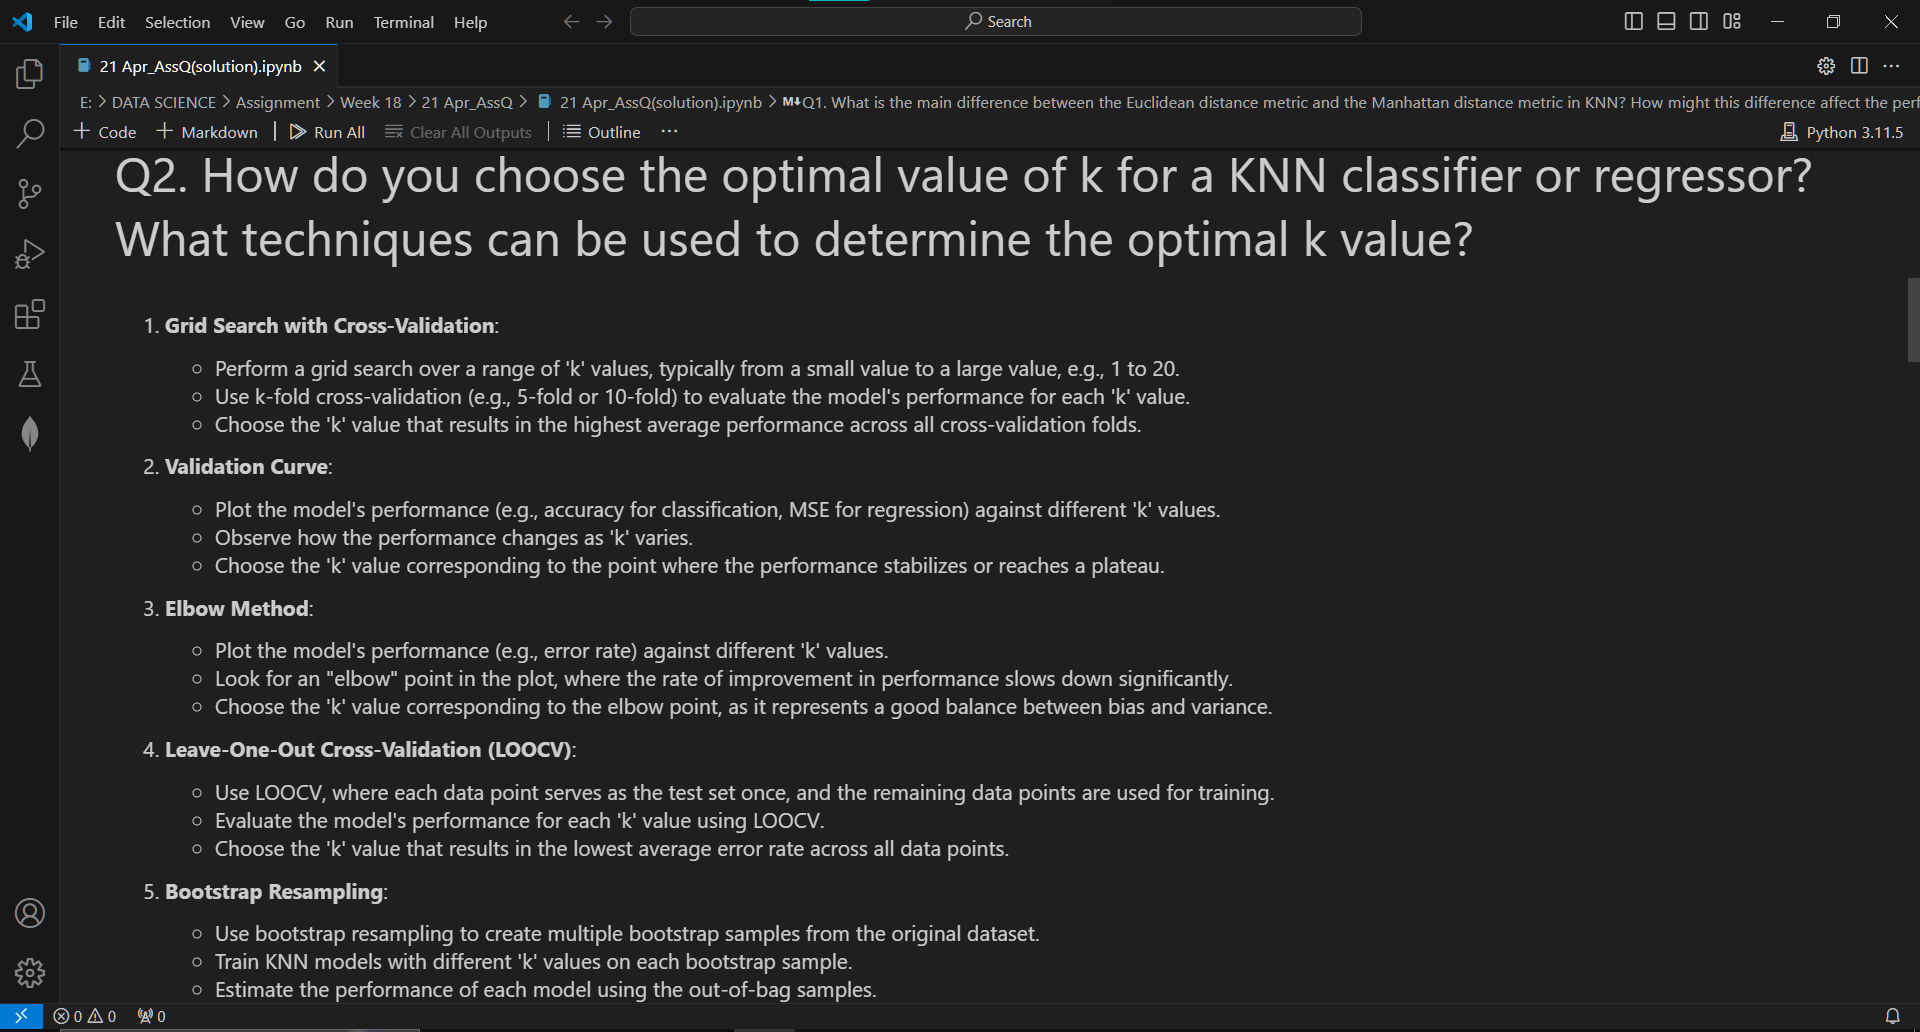 File Edit Selection View Go Run Terminal Help
Search
21 Apr_AssQ(solution).ipynb
E: > DATA SCIENCE > Assignment > Week 18 > 21 Apr_AssQ > 21 Apr_AssQ(solution).ipynb > M↓Q1. What is the main difference between the Euclidean distance metric and the Manhattan distance metric in KNN? How might this difference affect the perf
+ Code + Markdown | Run All Clear All Outputs | Outline ... Python 3.11.5
Q2. How do you choose the optimal value of k for a KNN classifier or regressor?
What techniques can be used to determine the optimal k value?
1. Grid Search with Cross-Validation:
○ Perform a grid search over a range of 'k' values, typically from a small value to a large value, e.g., 1 to 20.
○ Use k-fold cross-validation (e.g., 5-fold or 10-fold) to evaluate the model's performance for each 'k' value.
○ Choose the 'k' value that results in the highest average performance across all cross-validation folds.
2. Validation Curve:
○ Plot the model's performance (e.g., accuracy for classification, MSE for regression) against different 'k' values.
○ Observe how the performance changes as 'k' varies.
○ Choose the 'k' value corresponding to the point where the performance stabilizes or reaches a plateau.
3. Elbow Method:
○ Plot the model's performance (e.g., error rate) against different 'k' values.
○ Look for an "elbow" point in the plot, where the rate of improvement in performance slows down significantly.
○ Choose the 'k' value corresponding to the elbow point, as it represents a good balance between bias and variance.
4. Leave-One-Out Cross-Validation (LOOCV):
○ Use LOOCV, where each data point serves as the test set once, and the remaining data points are used for training.
○ Evaluate the model's performance for each 'k' value using LOOCV.
○ Choose the 'k' value that results in the lowest average error rate across all data points.
5. Bootstrap Resampling:
○ Use bootstrap resampling to create multiple bootstrap samples from the original dataset.
○ Train KNN models with different 'k' values on each bootstrap sample.
○ Estimate the performance of each model using the out-of-bag samples.
0 0 0